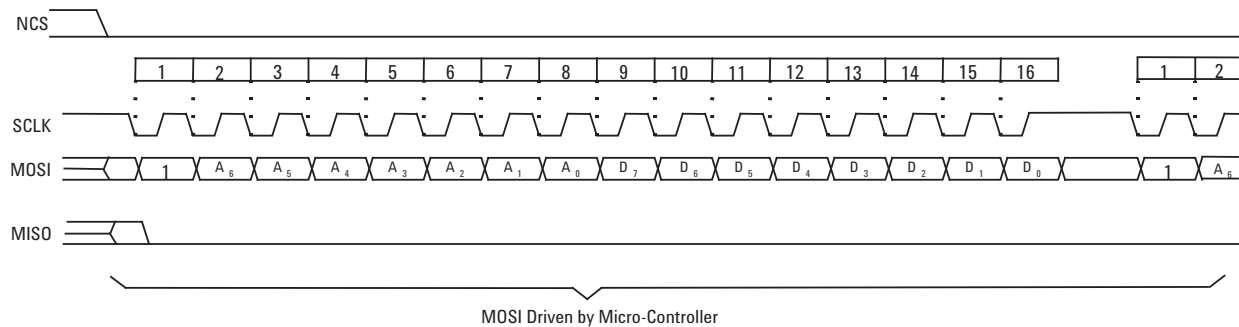 NCS
1 2 3 4 5 6 7 8 9 10 11 12 13 14 15 16 1 2
SCLK
MOSI 1 A6 A5 A4 A3 A2 A1 A0 D7 D6 D5 D4 D3 D2 D1 D0 1 A6
MISO
MOSI Driven by Micro-Controller